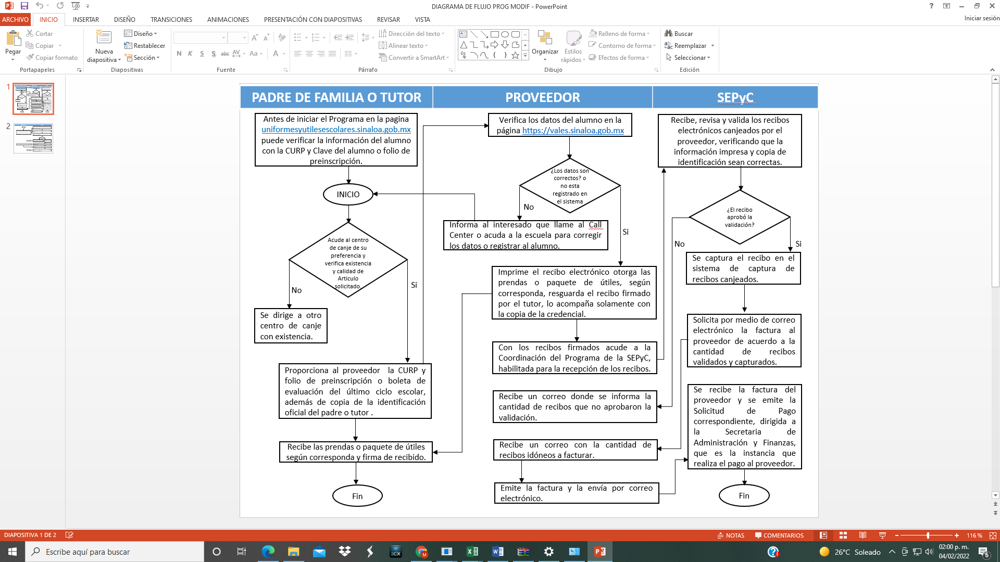 DIAGRAMA DE FLUJO PROG MODIF - PowerPoint
ARCHIVO
INICIO
INSERTAR
DISEÑO
TRANSICIONES
ANIMACIONES
PRESENTACIÓN CON DIAPOSITIVAS
REVISAR
VISTA
Iniciar sesión
Pegar
Cortar
Copiar
Copiar formato
Portapapeles
Nueva
diapositiva
Diseño
Restablecer
Sección
Diapositivas
N K S S abc AV Aa A
Fuente
Dirección del texto
Alinear texto
Convertir a SmartArt
Párrafo
Organizar
Estilos
rápidos
Relleno de forma
Contorno de forma
Efectos de forma
Dibujo
Buscar
Reemplazar
Seleccionar
Edición
1
2
PADRE DE FAMILIA O TUTOR
PROVEEDOR
SEPyC
Antes de iniciar el Programa en la pagina
uniformesyutilesescolares.sinaloa.gob.mx
puede verificar la información del alumno
con la CURP y Clave del alumno o folio de
preinscripción.
INICIO
Acude al centro
de canje de su
preferencia y
verifica existencia
y calidad de
Articulo
solicitado.
No
Si
Se dirige a otro
centro de canje
con existencia.
Proporciona al proveedor la CURP y
folio de preinscripción o boleta de
evaluación del último ciclo escolar,
además de copia de la identificación
oficial del padre o tutor .
Recibe las prendas o paquete de útiles
según corresponda y firma de recibido.
Fin
Verifica los datos del alumno en la
página https://vales.sinaloa.gob.mx
¿Los datos son
correctos? o
no esta
registrado en
el sistema
No
Si
Informa al interesado que llame al Call
Center o acuda a la escuela para corregir
los datos o registrar al alumno.
Imprime el recibo electrónico otorga las
prendas o paquete de útiles, según
corresponda, resguarda el recibo firmado
por el tutor, lo acompaña solamente con
la copia de la credencial.
Con los recibos firmados acude a la
Coordinación del Programa de la SEPyC,
habilitada para la recepción de los recibos.
Recibe un correo donde se informa la
cantidad de recibos que no aprobaron la
validación.
Recibe un correo con la cantidad de
recibos idóneos a facturar.
Emite la factura y la envía por correo
electrónico.
Recibe, revisa y valida los recibos
electrónicos canjeados por el
proveedor, verificando que la
información impresa y copia de
identificación sean correctas.
¿El recibo
aprobó la
validación?
No
Si
Se captura el recibo en el
sistema de captura de
recibos canjeados.
Solicita por medio de correo
electrónico la factura al
proveedor de acuerdo a la
cantidad de recibos
validados y capturados.
Se recibe la factura del
proveedor y se emite la
Solicitud de Pago
correspondiente, dirigida a
la Secretaria de
Administración y Finanzas,
que es la instancia que
realiza el pago al proveedor.
Fin
DIAPOSITIVA 1 DE 2
NOTAS
COMENTARIOS
116 %
Escribe aquí para buscar
3CX
26°C Soleado
02:00 p. m.
04/02/2022
6